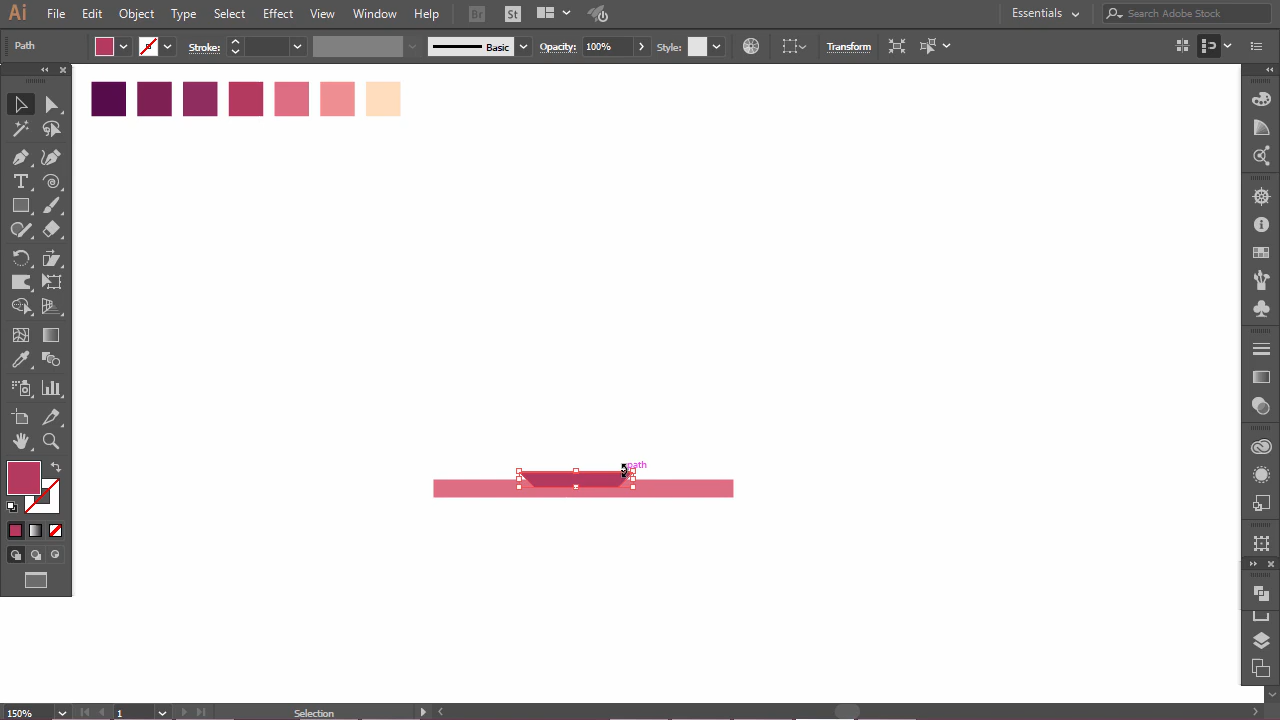 Ai File Edit Object Type Select Effect View Window Help Br St Essentials Search Adobe Stock
Path Stroke: Basic Opacity: 100% Style: Transform
path
150% 1 Selection